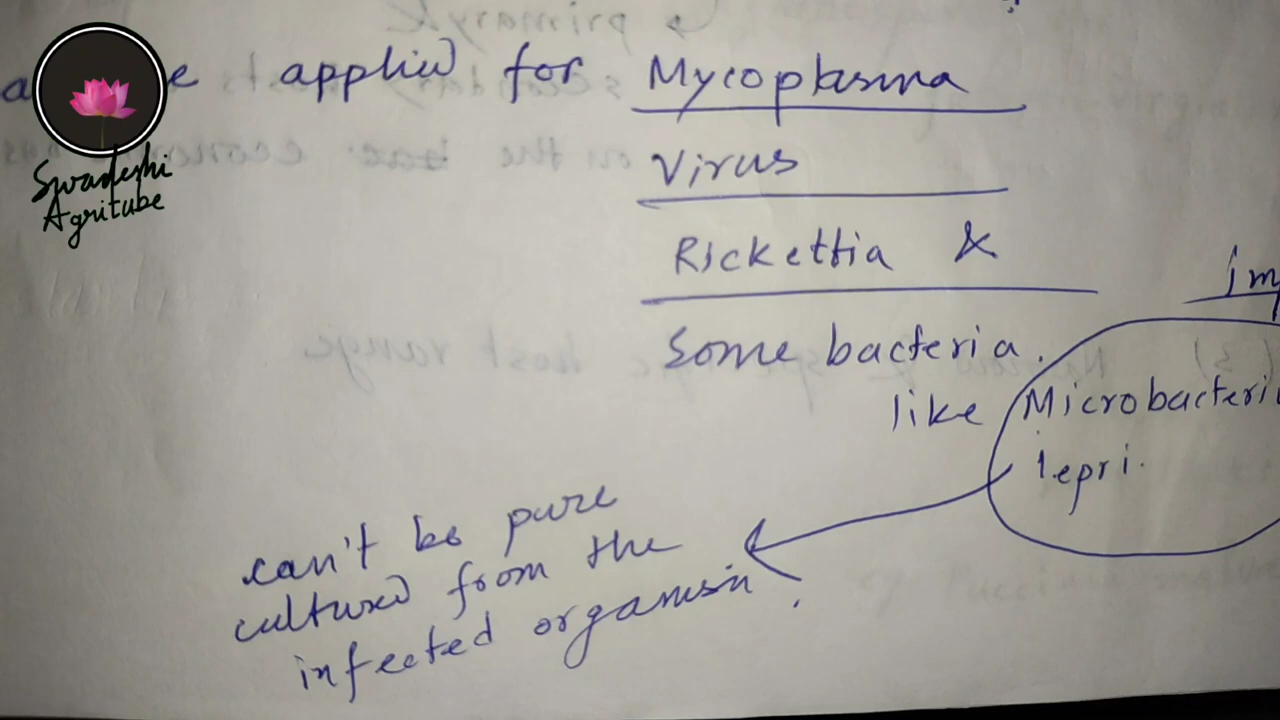 applied for Mycoplasma
Virus
Rickettia &
Some bacteria.
like Microbacteri
lepri.
can't be pure
cultured from the
infected organism.
Swadeshi
Agritube